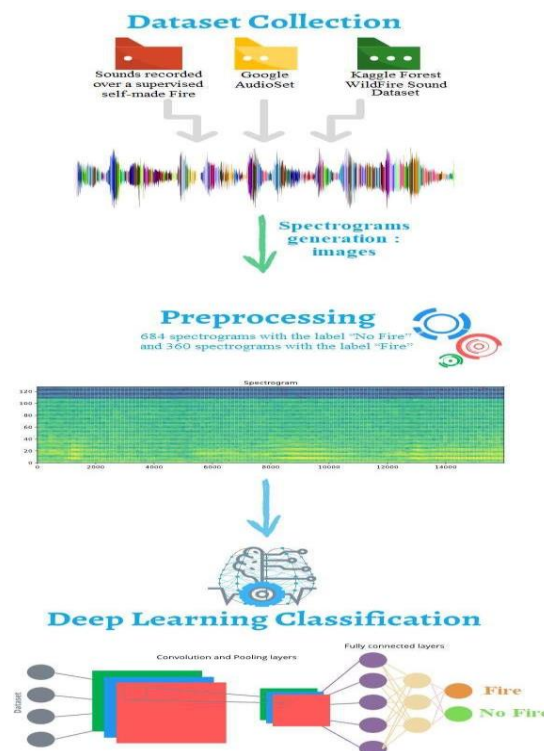 Dataset Collection
Sounds recorded
over a supervised
self-made Fire
Google
AudioSet
Kaggle Forest
WildFire Sound
Dataset
Spectrograms
generation :
images
Preprocessing
684 spectrograms with the label “No Fire”
and 360 spectrograms with the label “Fire”
Spectrogram
120
100
80
60
40
20
0
0 2000 4000 6000 8000 10000 12000 14000
Deep Learning Classification
Convolution and Pooling layers
Fully connected layers
Dataset
Fire
No Fire